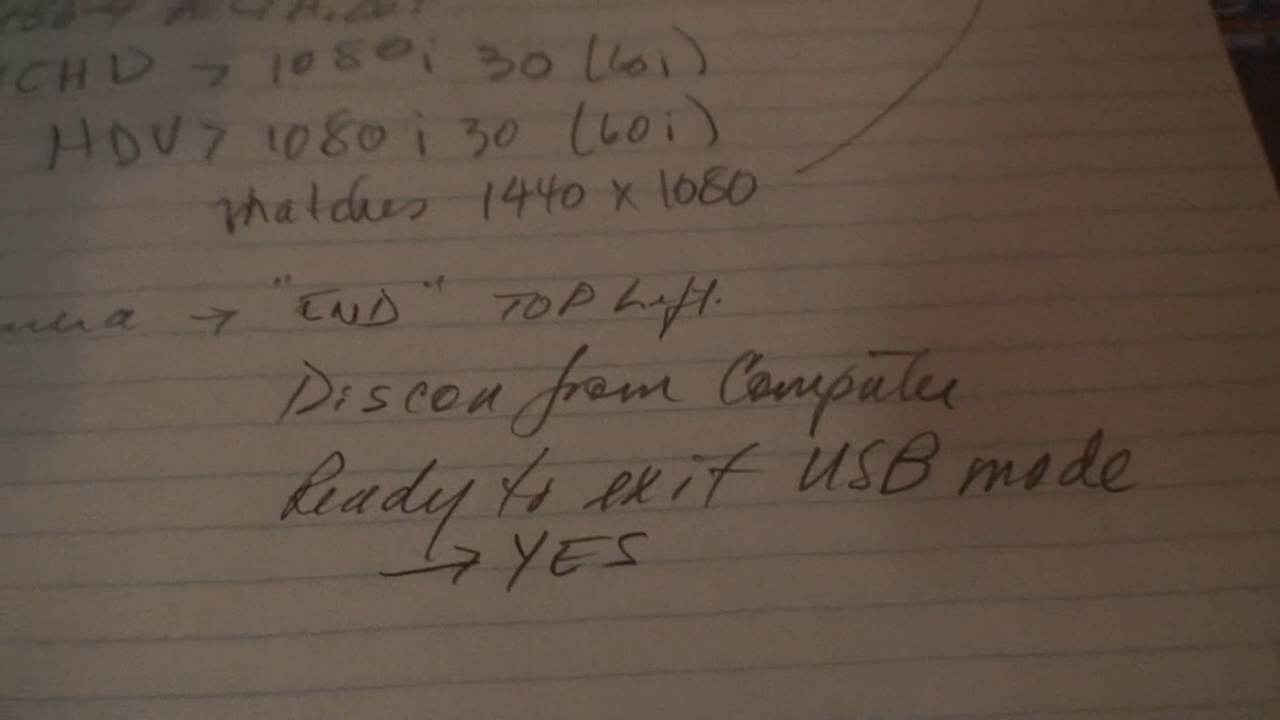 CHD > 1080i 30 (60i)
HDV > 1080i 30 (60i)
matches 1440 x 1080
→ "END" TOP Left.
Discon from Computer
Ready to exit USB mode
→ YES